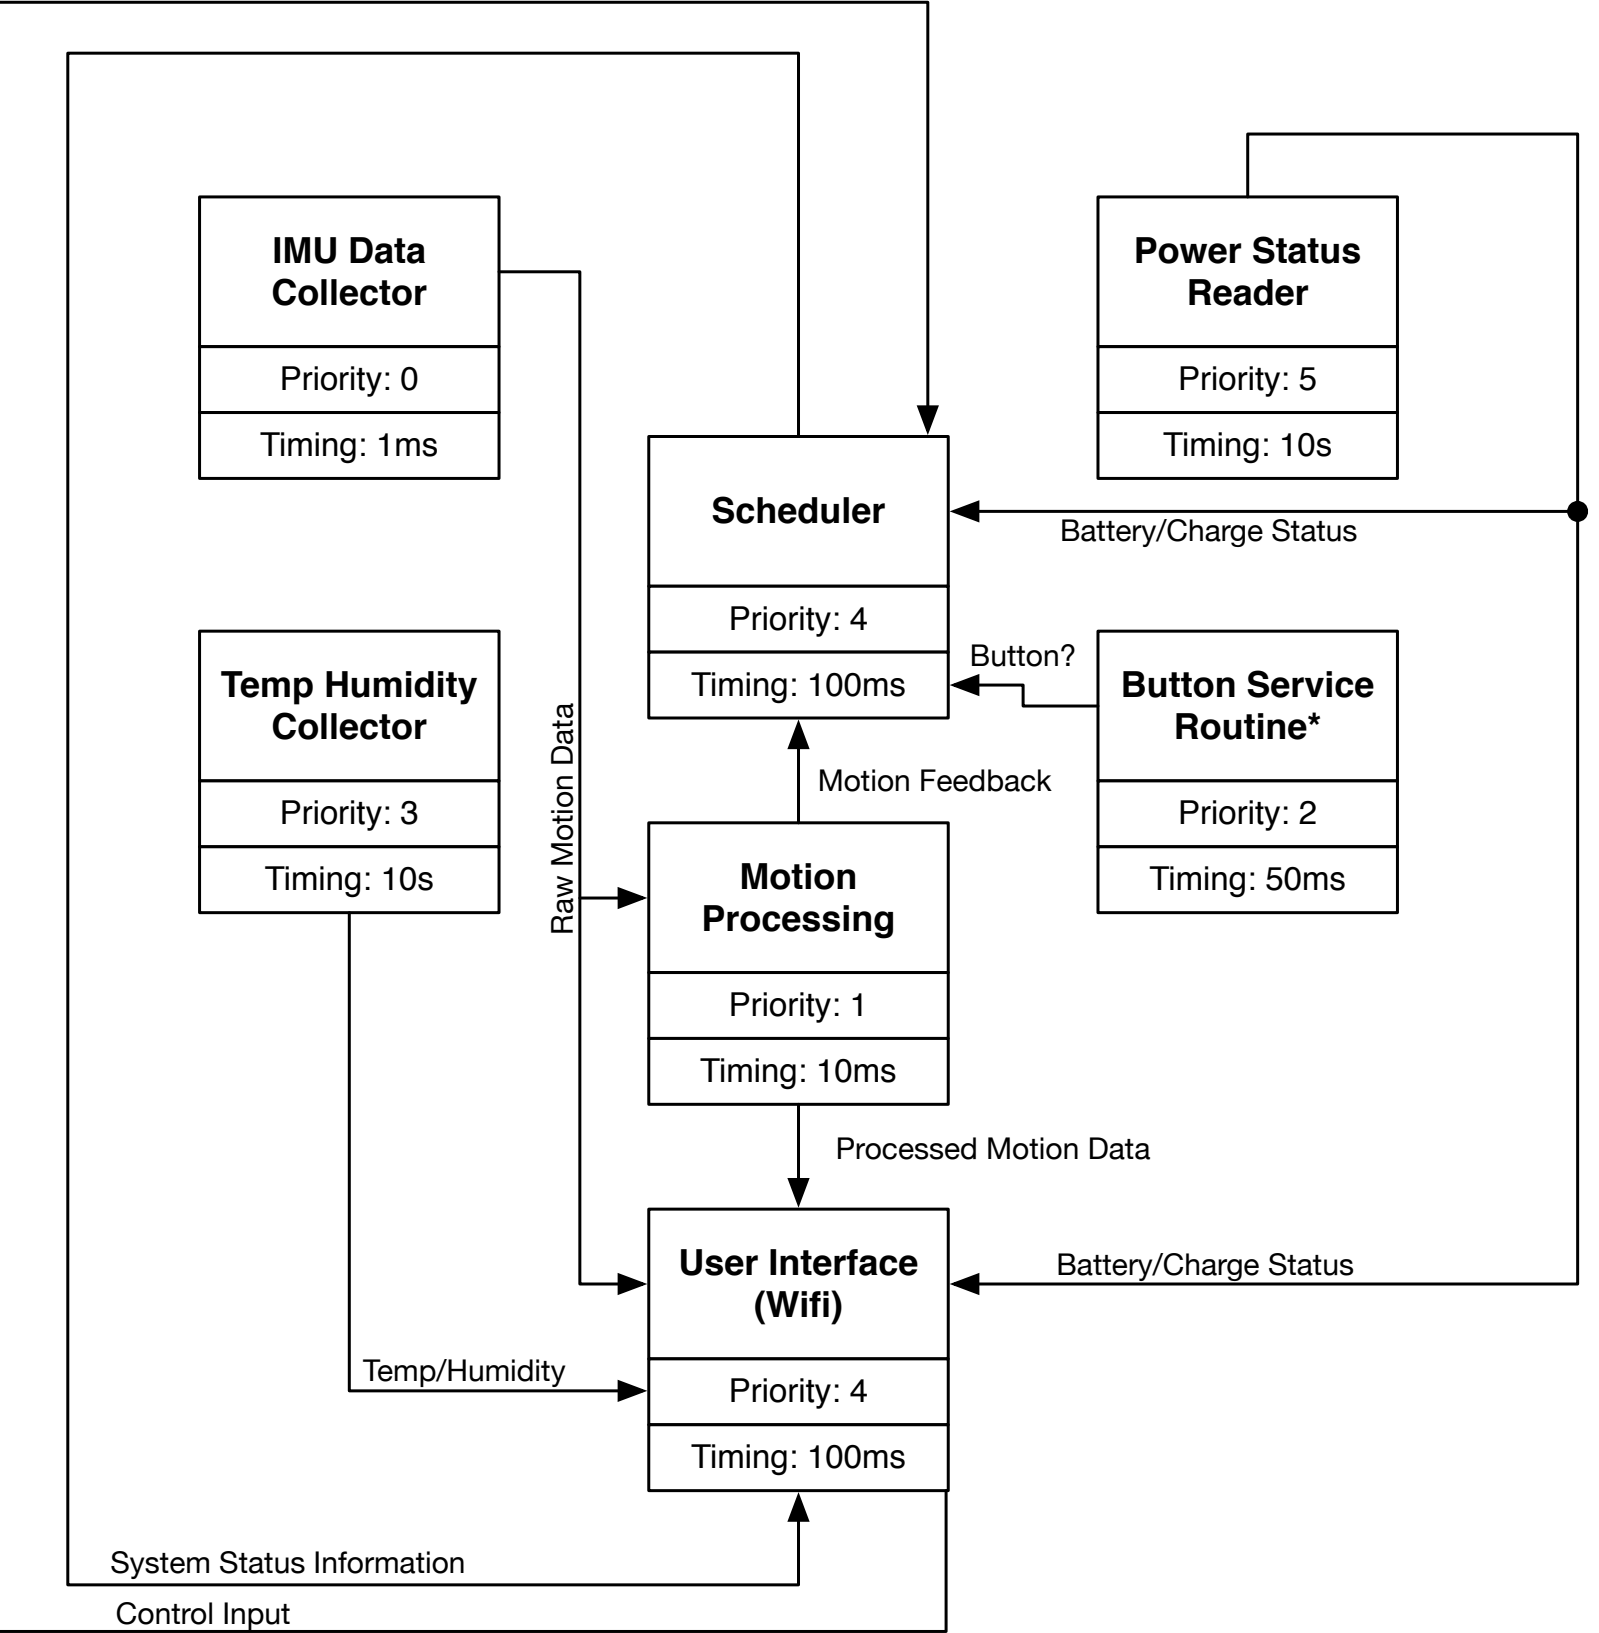 IMU Data
Collector
Priority: 0
Timing: 1ms
Power Status
Reader
Priority: 5
Timing: 10s
Scheduler
Priority: 4
Timing: 100ms
Battery/Charge Status
Temp Humidity
Collector
Priority: 3
Timing: 10s
Button?
Button Service
Routine*
Priority: 2
Timing: 50ms
Raw Motion Data
Motion Feedback
Motion
Processing
Priority: 1
Timing: 10ms
Processed Motion Data
User Interface
(Wifi)
Priority: 4
Timing: 100ms
Battery/Charge Status
Temp/Humidity
System Status Information
Control Input